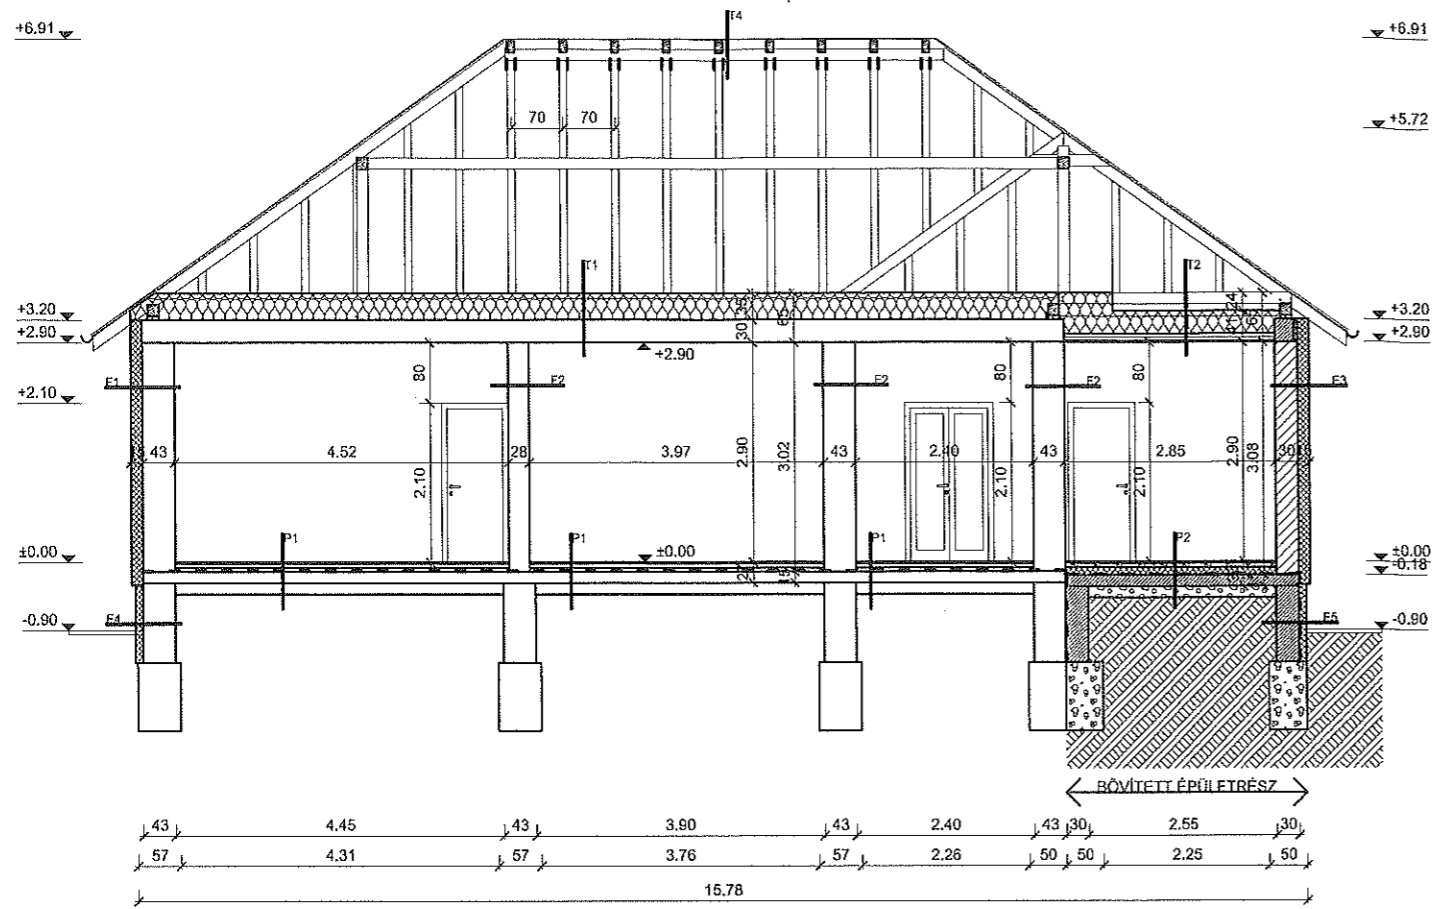 T4
+6.91
+6.91
70 70
+5.72
T1
T2
24
+3.20
+3.20
30
65
+2.90
+2.90
+2.90
80
80
80
E1
F2
F2
F2
F3
+2.10
43 4.52 28 3.97 43 2.40 43 2.85 30
2.90
3.02
2.90
3.08
2.10
2.10
2.10
P1
P1
P1
P2
±0.00
±0.00
±0.00
-0.18
-0.90
F4
F5
-0.90
BŐVÍTETT ÉPÜLETRÉSZ
43 4.45 43 3.90 43 2.40 43 30 2.55 30
57 4.31 57 3.76 57 2.26 50 50 2.25 50
15.78